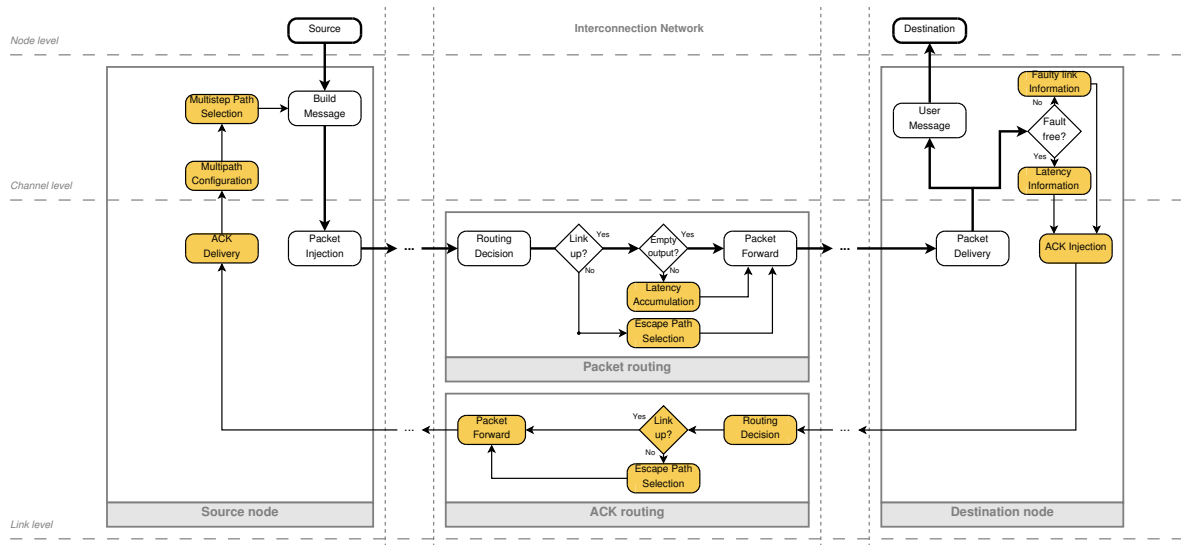 Source
Interconnection Network
Destination
Node level
Multistep Path
Selection
Build
Message
User
Message
Faulty link
Information
No
Fault
free?
Yes
Multipath
Configuration
Latency
Information
Channel level
ACK
Delivery
Packet
Injection
...
Routing
Decision
Link
up?
Yes
No
Empty
output?
Yes
No
Packet
Forward
...
Packet
Delivery
ACK Injection
Latency
Accumulation
Escape Path
Selection
Packet routing
...
Packet
Forward
Yes
Link
up?
No
Routing
Decision
...
Escape Path
Selection
Source node
ACK routing
Destination node
Link level